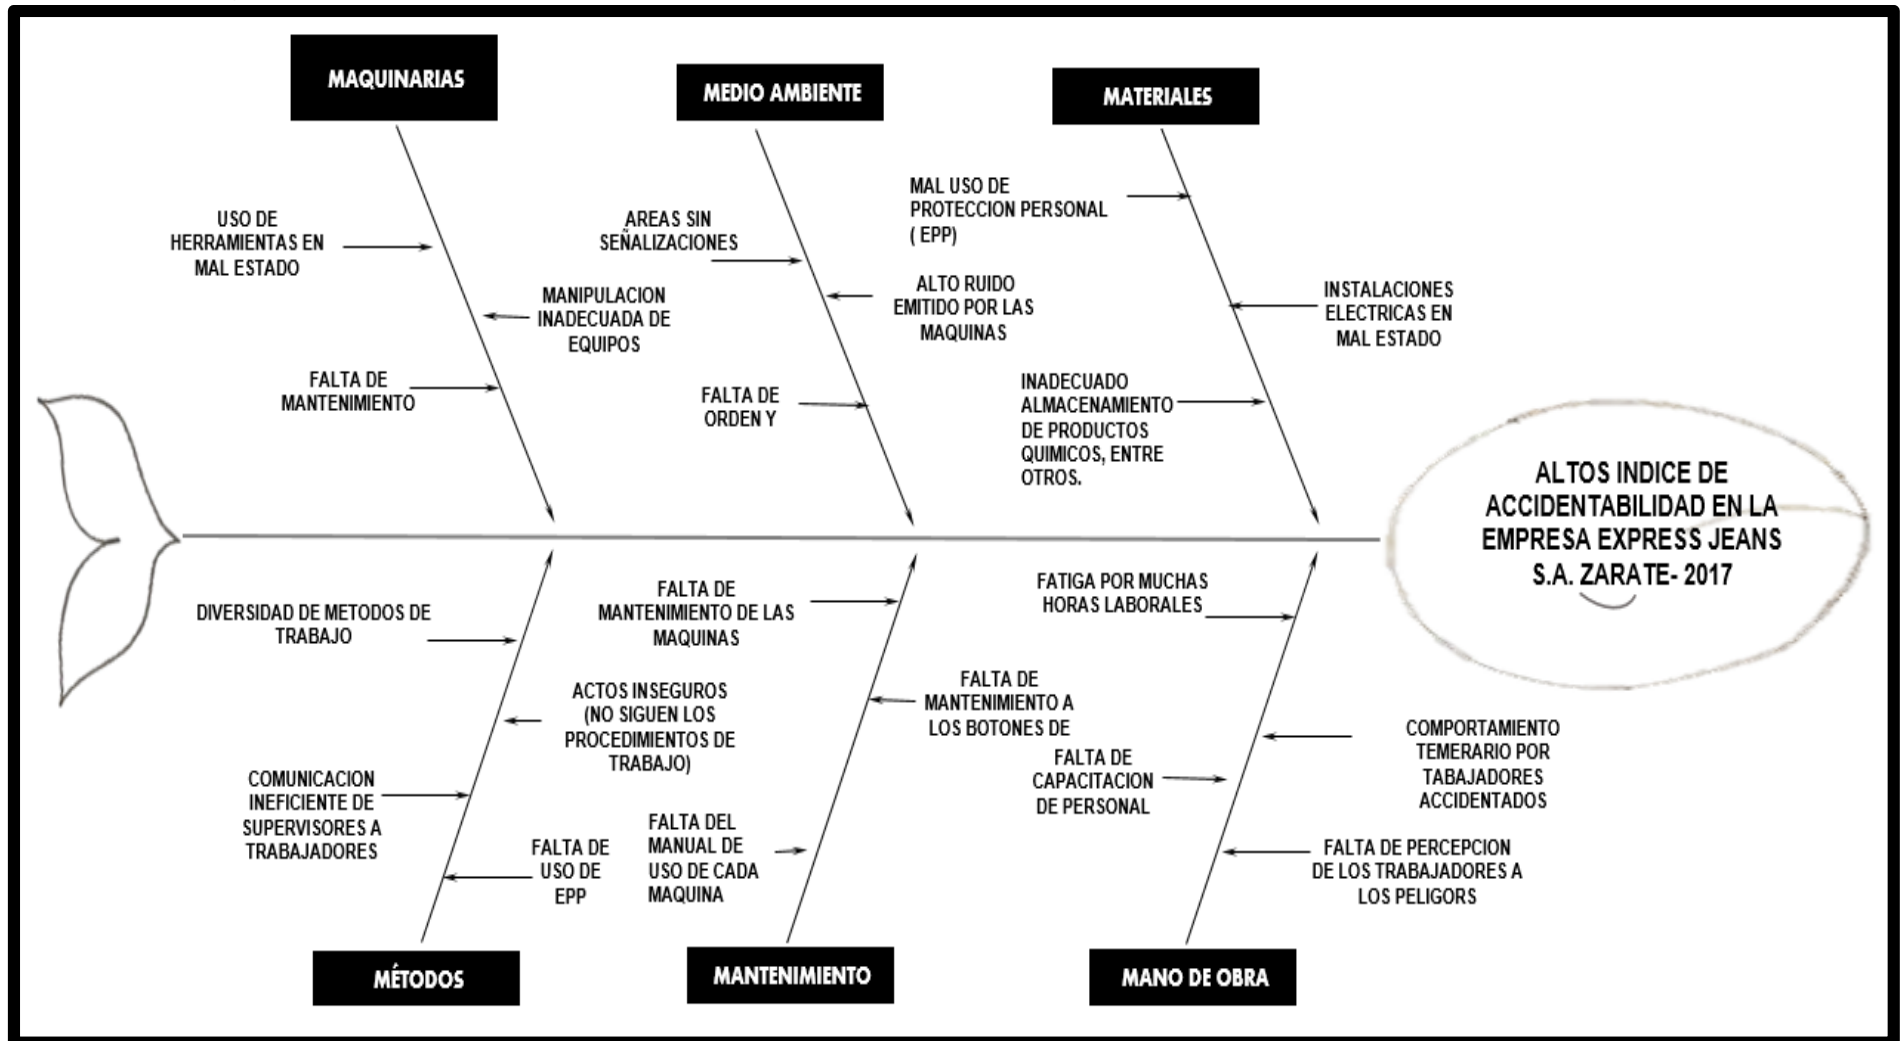 MAQUINARIAS
MEDIO AMBIENTE
MATERIALES
USO DE
HERRAMIENTAS EN
MAL ESTADO
MANIPULACION
INADECUADA DE
EQUIPOS
FALTA DE
MANTENIMIENTO
AREAS SIN
SEÑALIZACIONES
ALTO RUIDO
EMITIDO POR LAS
MAQUINAS
FALTA DE
ORDEN Y
MAL USO DE
PROTECCION PERSONAL
( EPP)
INSTALACIONES
ELECTRICAS EN
MAL ESTADO
INADECUADO
ALMACENAMIENTO
DE PRODUCTOS
QUIMICOS, ENTRE
OTROS.
ALTOS INDICE DE
ACCIDENTABILIDAD EN LA
EMPRESA EXPRESS JEANS
S.A. ZARATE- 2017
DIVERSIDAD DE METODOS DE
TRABAJO
ACTOS INSEGUROS
(NO SIGUEN LOS
PROCEDIMIENTOS DE
TRABAJO)
COMUNICACION
INEFICIENTE DE
SUPERVISORES A
TRABAJADORES
FALTA DE
USO DE
EPP
FALTA DE
MANTENIMIENTO DE LAS
MAQUINAS
FALTA DE
MANTENIMIENTO A
LOS BOTONES DE
FALTA DEL
MANUAL DE
USO DE CADA
MAQUINA
FATIGA POR MUCHAS
HORAS LABORALES
COMPORTAMIENTO
TEMERARIO POR
TABAJADORES
ACCIDENTADOS
FALTA DE
CAPACITACION
DE PERSONAL
FALTA DE PERCEPCION
DE LOS TRABAJADORES A
LOS PELIGORS
MÉTODOS
MANTENIMIENTO
MANO DE OBRA